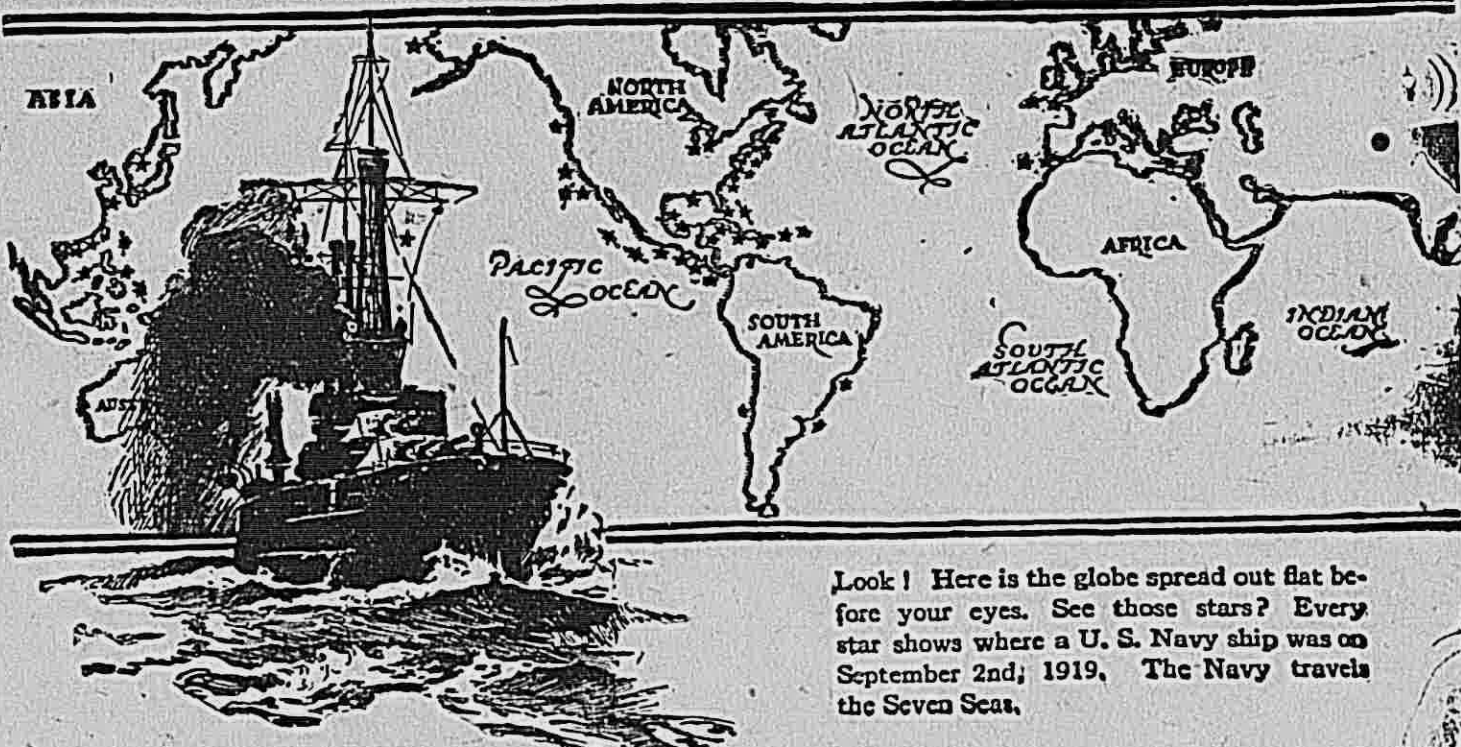 ASIA
NORTH
AMERICA
NORTH
ATLANTIC
OCEAN
EUROPE
PACIFIC
OCEAN
AFRICA
SOUTH
AMERICA
SOUTH
ATLANTIC
OCEAN
INDIAN
OCEAN
AUST
Look! Here is the globe spread out flat be-
fore your eyes. See those stars? Every
star shows where a U. S. Navy ship was on
September 2nd, 1919. The Navy travels
the Seven Seas.